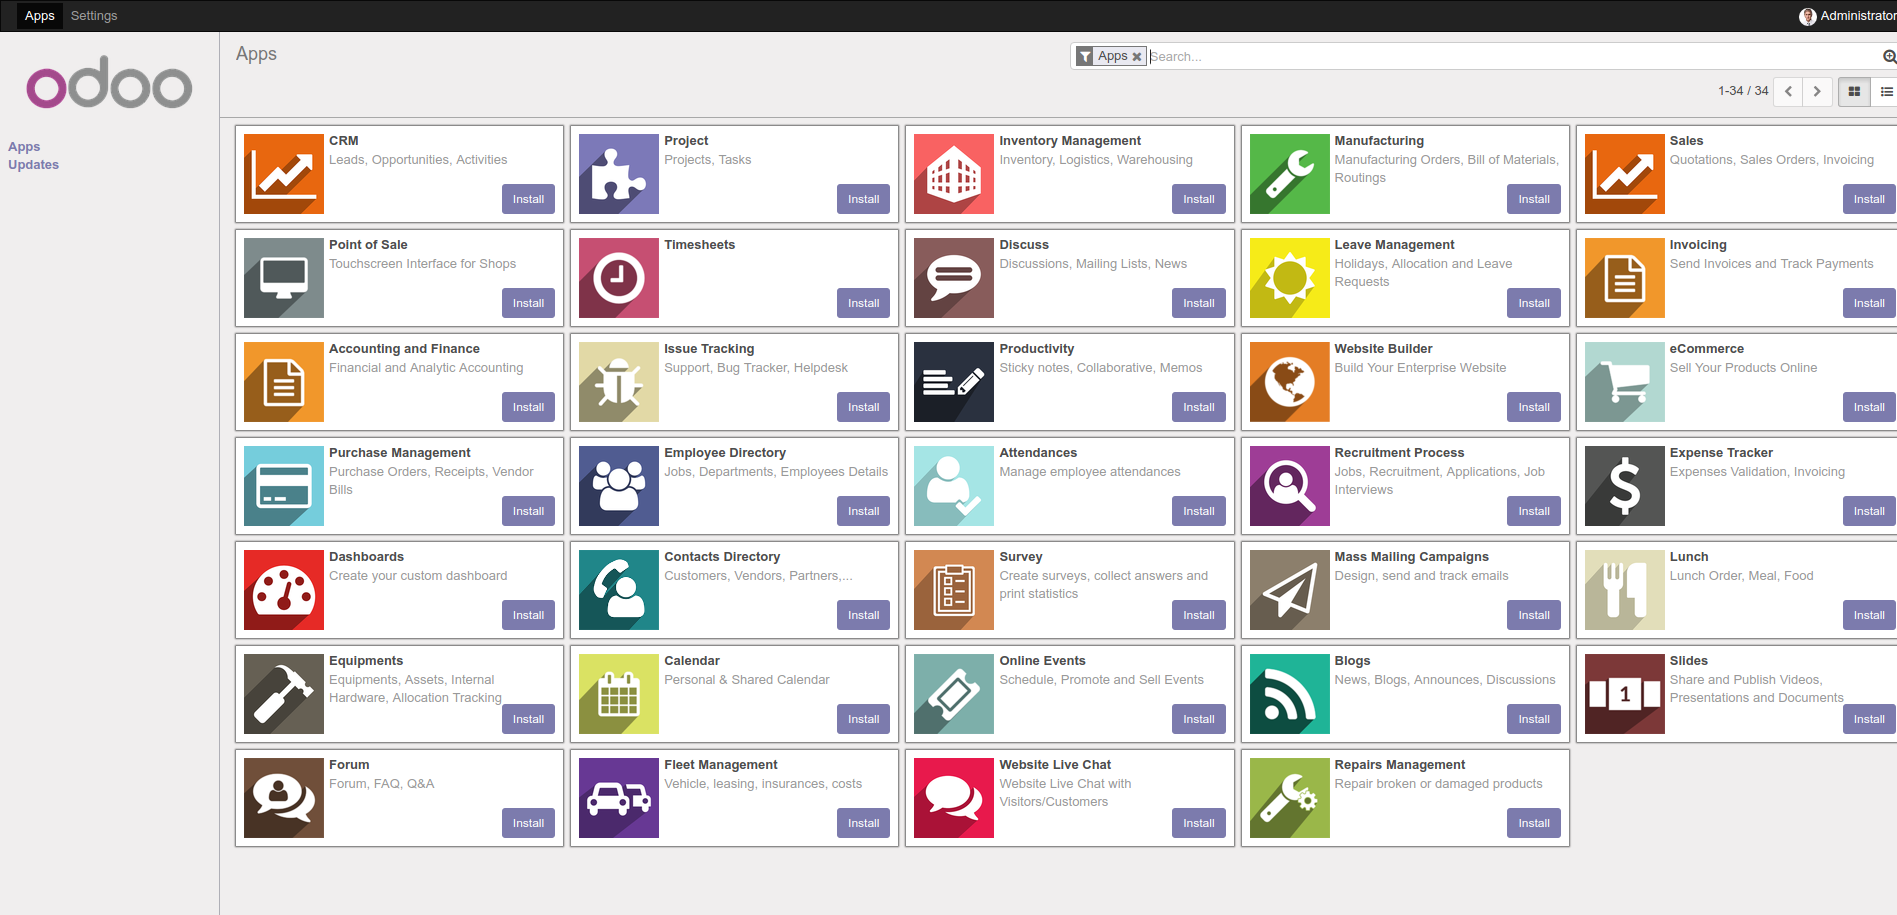 Apps Settings Administrator
odoo
Apps
Updates
Apps
Apps Search...
1-34 / 34
CRM
Leads, Opportunities, Activities
Install
Project
Projects, Tasks
Install
Inventory Management
Inventory, Logistics, Warehousing
Install
Manufacturing
Manufacturing Orders, Bill of Materials,
Routings
Install
Sales
Quotations, Sales Orders, Invoicing
Install
Point of Sale
Touchscreen Interface for Shops
Install
Timesheets
Install
Discuss
Discussions, Mailing Lists, News
Install
Leave Management
Holidays, Allocation and Leave
Requests
Install
Invoicing
Send Invoices and Track Payments
Install
Accounting and Finance
Financial and Analytic Accounting
Install
Issue Tracking
Support, Bug Tracker, Helpdesk
Install
Productivity
Sticky notes, Collaborative, Memos
Install
Website Builder
Build Your Enterprise Website
Install
eCommerce
Sell Your Products Online
Install
Purchase Management
Purchase Orders, Receipts, Vendor
Bills
Install
Employee Directory
Jobs, Departments, Employees Details
Install
Attendances
Manage employee attendances
Install
Recruitment Process
Jobs, Recruitment, Applications, Job
Interviews
Install
$
Expense Tracker
Expenses Validation, Invoicing
Install
Dashboards
Create your custom dashboard
Install
Contacts Directory
Customers, Vendors, Partners,...
Install
Survey
Create surveys, collect answers and
print statistics
Install
Mass Mailing Campaigns
Design, send and track emails
Install
Lunch
Lunch Order, Meal, Food
Install
Equipments
Equipments, Assets, Internal
Hardware, Allocation Tracking
Install
Calendar
Personal & Shared Calendar
Install
Online Events
Schedule, Promote and Sell Events
Install
Blogs
News, Blogs, Announces, Discussions
Install
1
Slides
Share and Publish Videos,
Presentations and Documents
Install
Forum
Forum, FAQ, Q&A
Install
Fleet Management
Vehicle, leasing, insurances, costs
Install
Website Live Chat
Website Live Chat with
Visitors/Customers
Install
Repairs Management
Repair broken or damaged products
Install